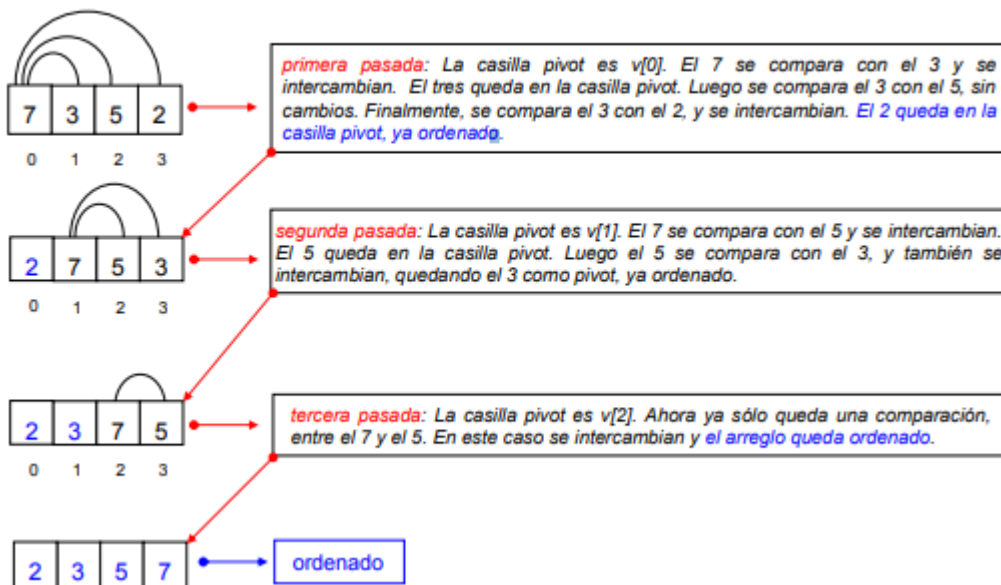 primera pasada: La casilla pivot es v[0]. El 7 se compara con el 3 y se
intercambian. El tres queda en la casilla pivot. Luego se compara el 3 con el 5, sin
cambios. Finalmente, se compara el 3 con el 2, y se intercambian. El 2 queda en la
casilla pivot, ya ordenado.
7 3 5 2
0 1 2 3
segunda pasada: La casilla pivot es v[1]. El 7 se compara con el 5 y se intercambian.
El 5 queda en la casilla pivot. Luego el 5 se compara con el 3, y también se
intercambian, quedando el 3 como pivot, ya ordenado.
2 7 5 3
0 1 2 3
tercera pasada: La casilla pivot es v[2]. Ahora ya sólo queda una comparación,
entre el 7 y el 5. En este caso se intercambian y el arreglo queda ordenado.
2 3 7 5
0 1 2 3
2 3 5 7
ordenado